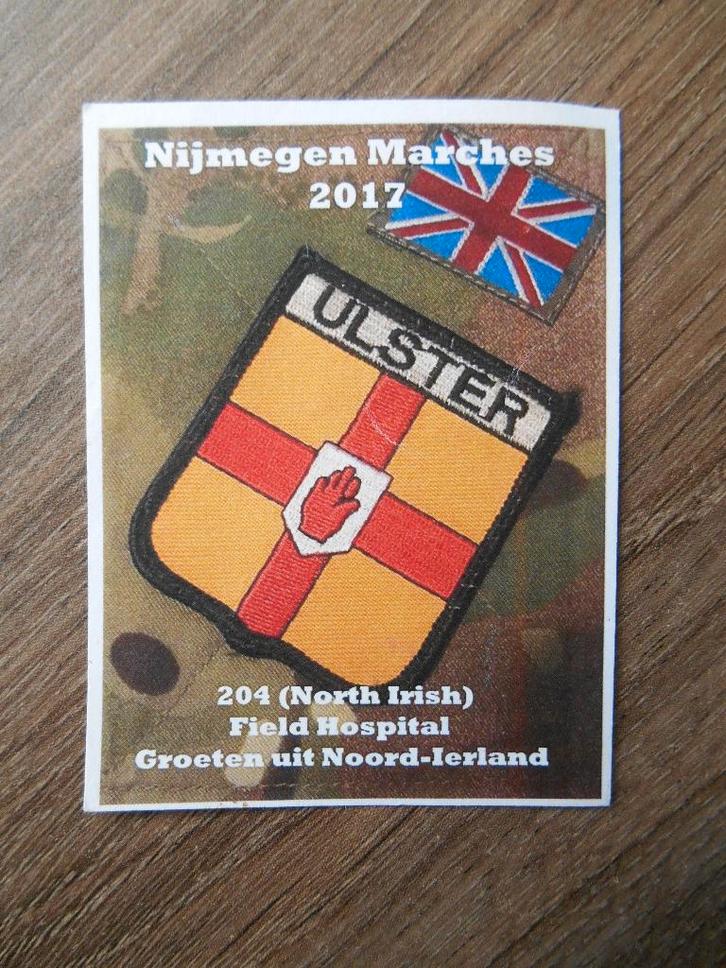 Nijmegen Marches
2017
ULSTER
204 (North Irish)
Field Hospital
Groeten uit Noord-Ierland